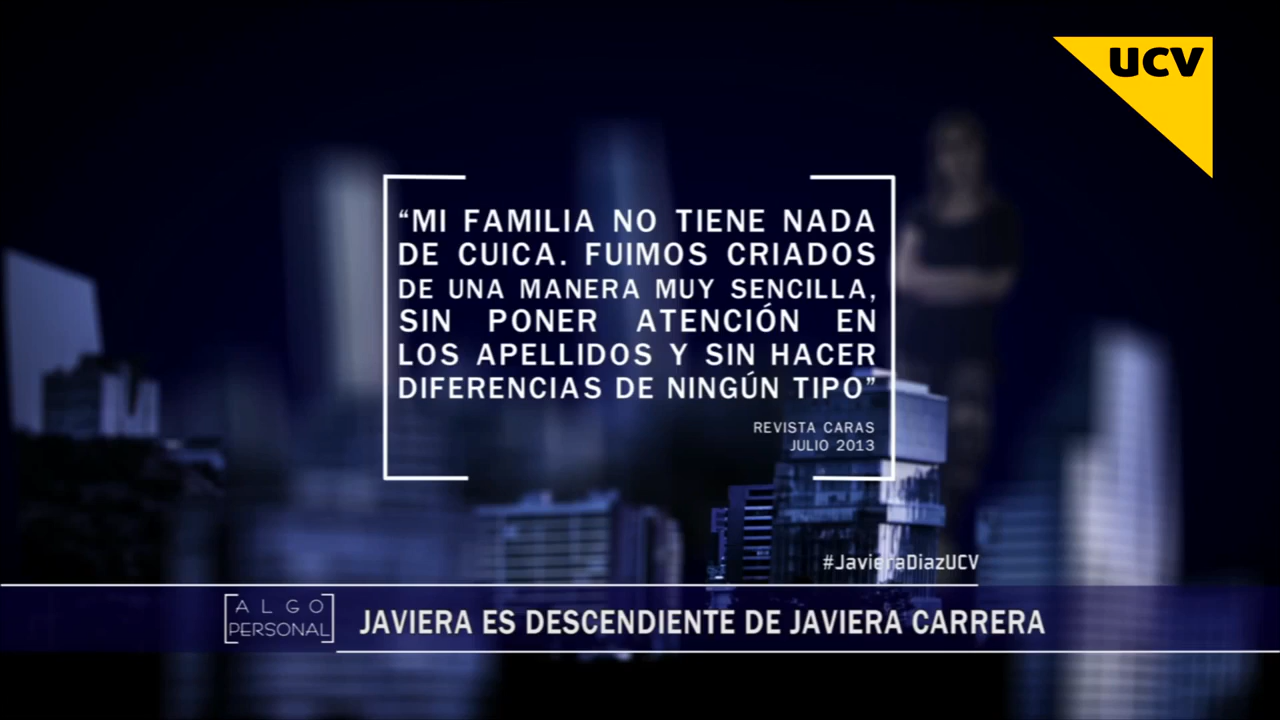 UCV
“MI FAMILIA NO TIENE NADA
DE CUICA. FUIMOS CRIADOS
DE UNA MANERA MUY SENCILLA,
SIN PONER ATENCIÓN EN
LOS APELLIDOS Y SIN HACER
DIFERENCIAS DE NINGÚN TIPO”
REVISTA CARAS
JULIO 2013
#JavieraDiazUCV
ALGO
PERSONAL
JAVIERA ES DESCENDIENTE DE JAVIERA CARRERA